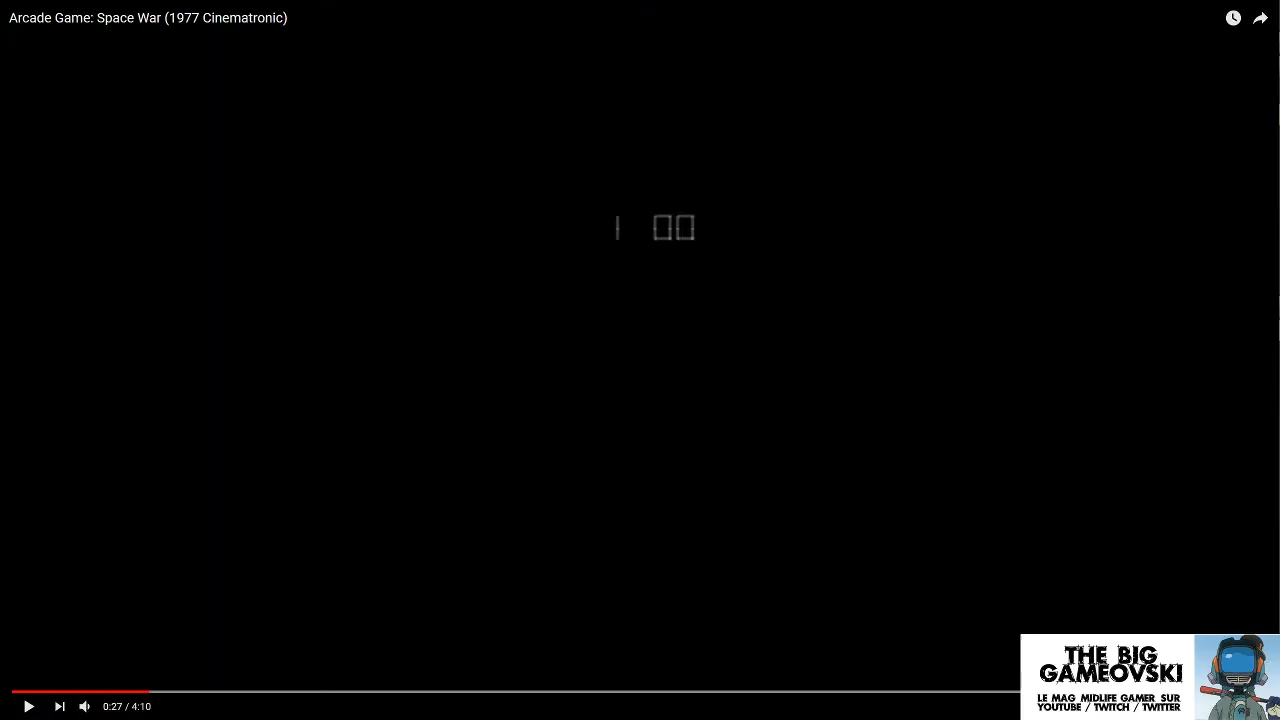 Arcade Game: Space War (1977 Cinematronic)
1 00
THE BIG
GAMEOVSKI
LE MAG MIDLIFE GAMER SUR
YOUTUBE / TWITCH / TWITTER
0:27 / 4:10